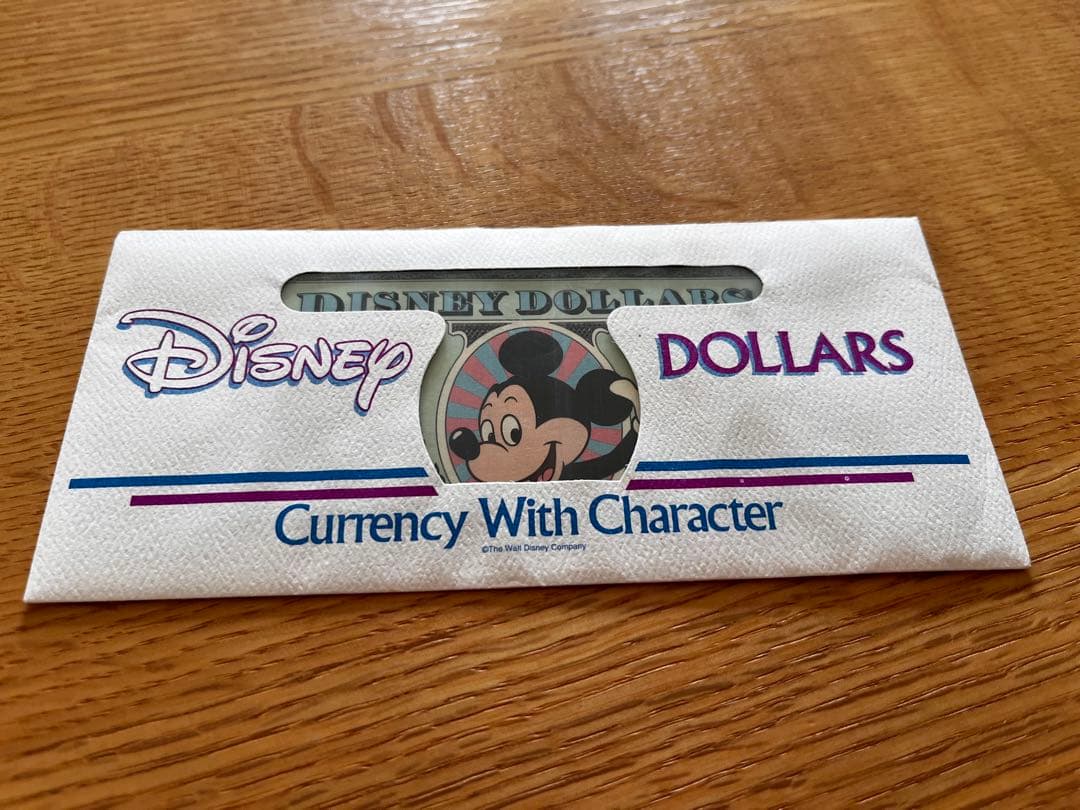 DISNEY DOLLARS
Disney DOLLARS
Currency With Character
©The Walt Disney Company